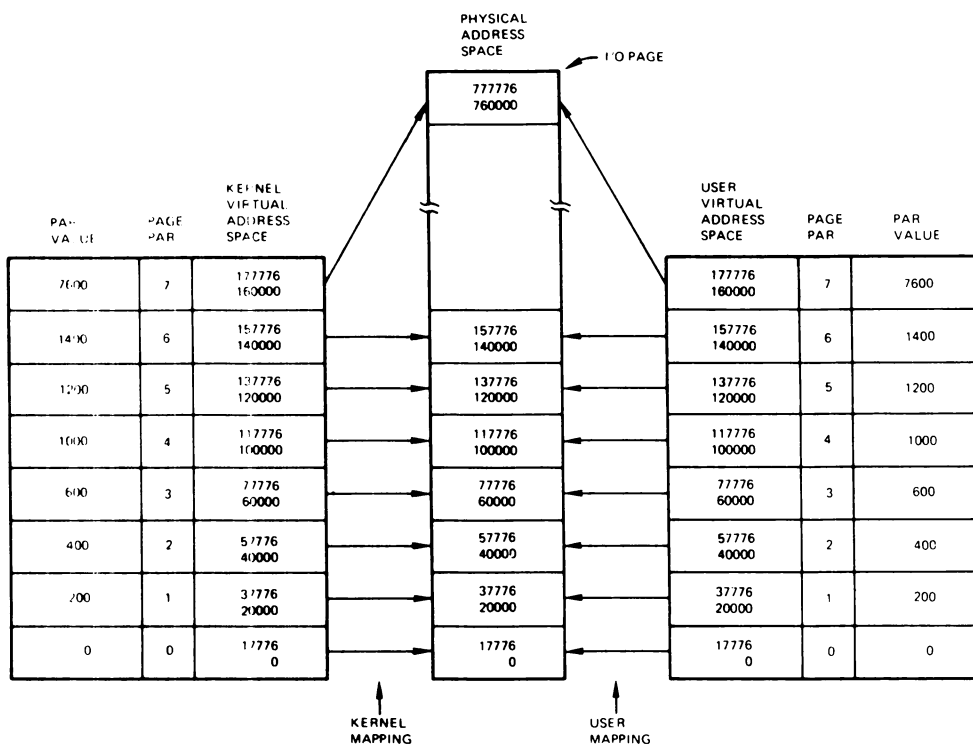 PHYSICAL
ADDRESS
SPACE
I/O PAGE
777776
760000
PAR
VALUE
PAGE
PAR
KERNEL
VIRTUAL
ADDRESS
SPACE
USER
VIRTUAL
ADDRESS
SPACE
PAGE
PAR
PAR
VALUE
7600 7 177776
160000
177776
160000 7 7600
1400 6 157776
140000
157776
140000
157776
140000 6 1400
1200 5 137776
120000
137776
120000
137776
120000 5 1200
1000 4 117776
100000
117776
100000
117776
100000 4 1000
600 3 77776
60000
77776
60000
77776
60000 3 600
400 2 57776
40000
57776
40000
57776
40000 2 400
200 1 37776
20000
37776
20000
37776
20000 1 200
0 0 17776
0
17776
0
17776
0 0 0
KERNEL
MAPPING
USER
MAPPING